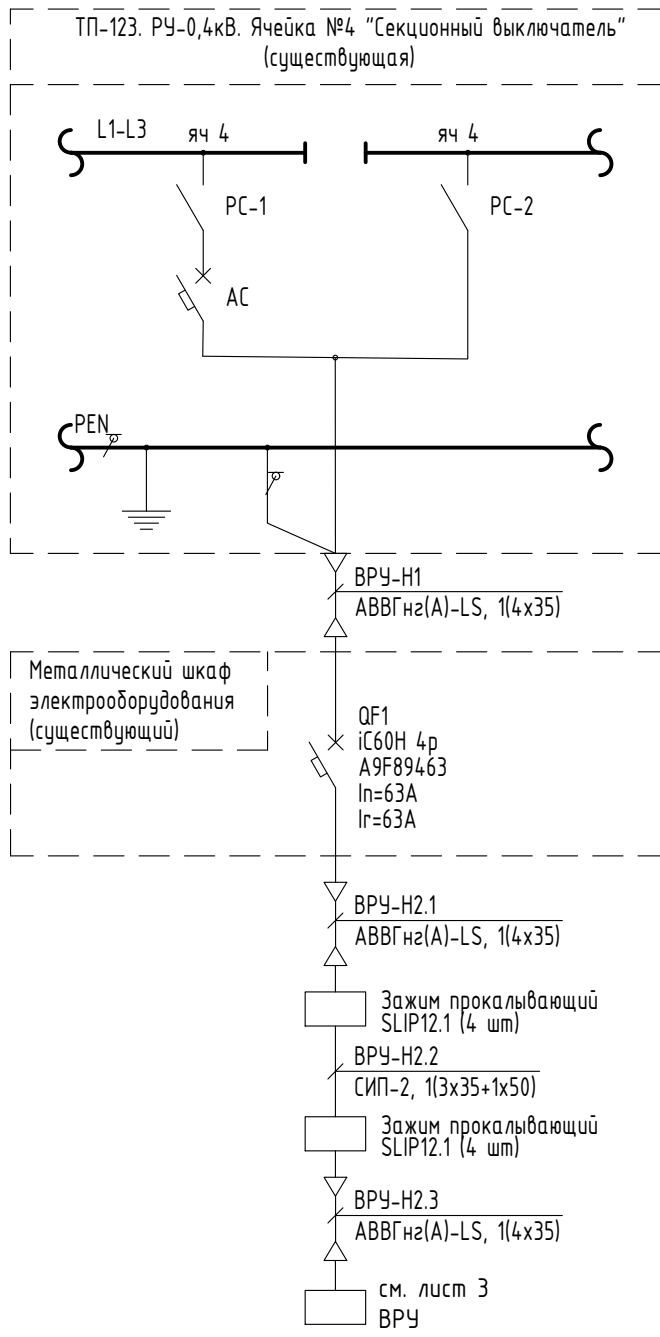 ТП-123. РУ-0,4кВ. Ячейка №4 "Секционный выключатель"
(существующая)
L1-L3
яч 4
яч 4
РС-1
РС-2
АС
PEN
ВРУ-Н1
АВВГнг(А)-LS, 1(4х35)
Металлический шкаф
электрооборудования
(существующий)
QF1
iC60H 4p
A9F89463
In=63A
Ir=63A
ВРУ-Н2.1
АВВГнг(А)-LS, 1(4х35)
Зажим прокалывающий
SLIP12.1 (4 шт)
ВРУ-Н2.2
СИП-2, 1(3х35+1х50)
Зажим прокалывающий
SLIP12.1 (4 шт)
ВРУ-Н2.3
АВВГнг(А)-LS, 1(4х35)
см. лист 3
ВРУ